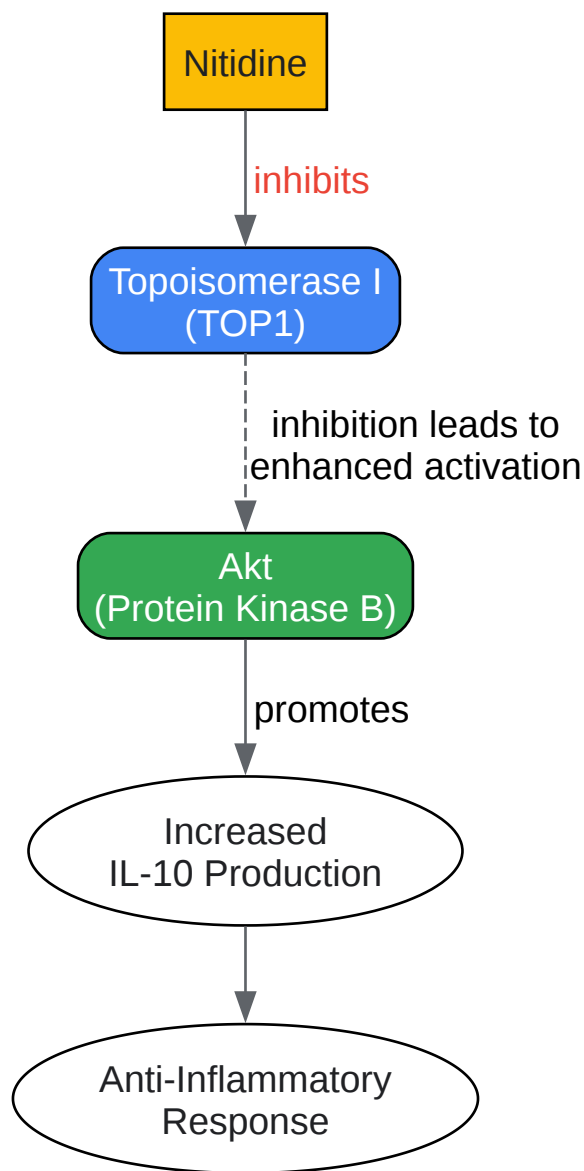 Nitidine
inhibits
Topoisomerase I
(TOP1)
inhibition leads to
enhanced activation
Akt
(Protein Kinase B)
promotes
Increased
IL-10 Production
Anti-Inflammatory
Response